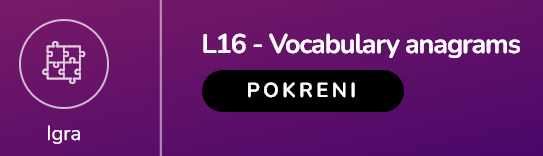 L16 - Vocabulary anagrams
POKRENI
Igra